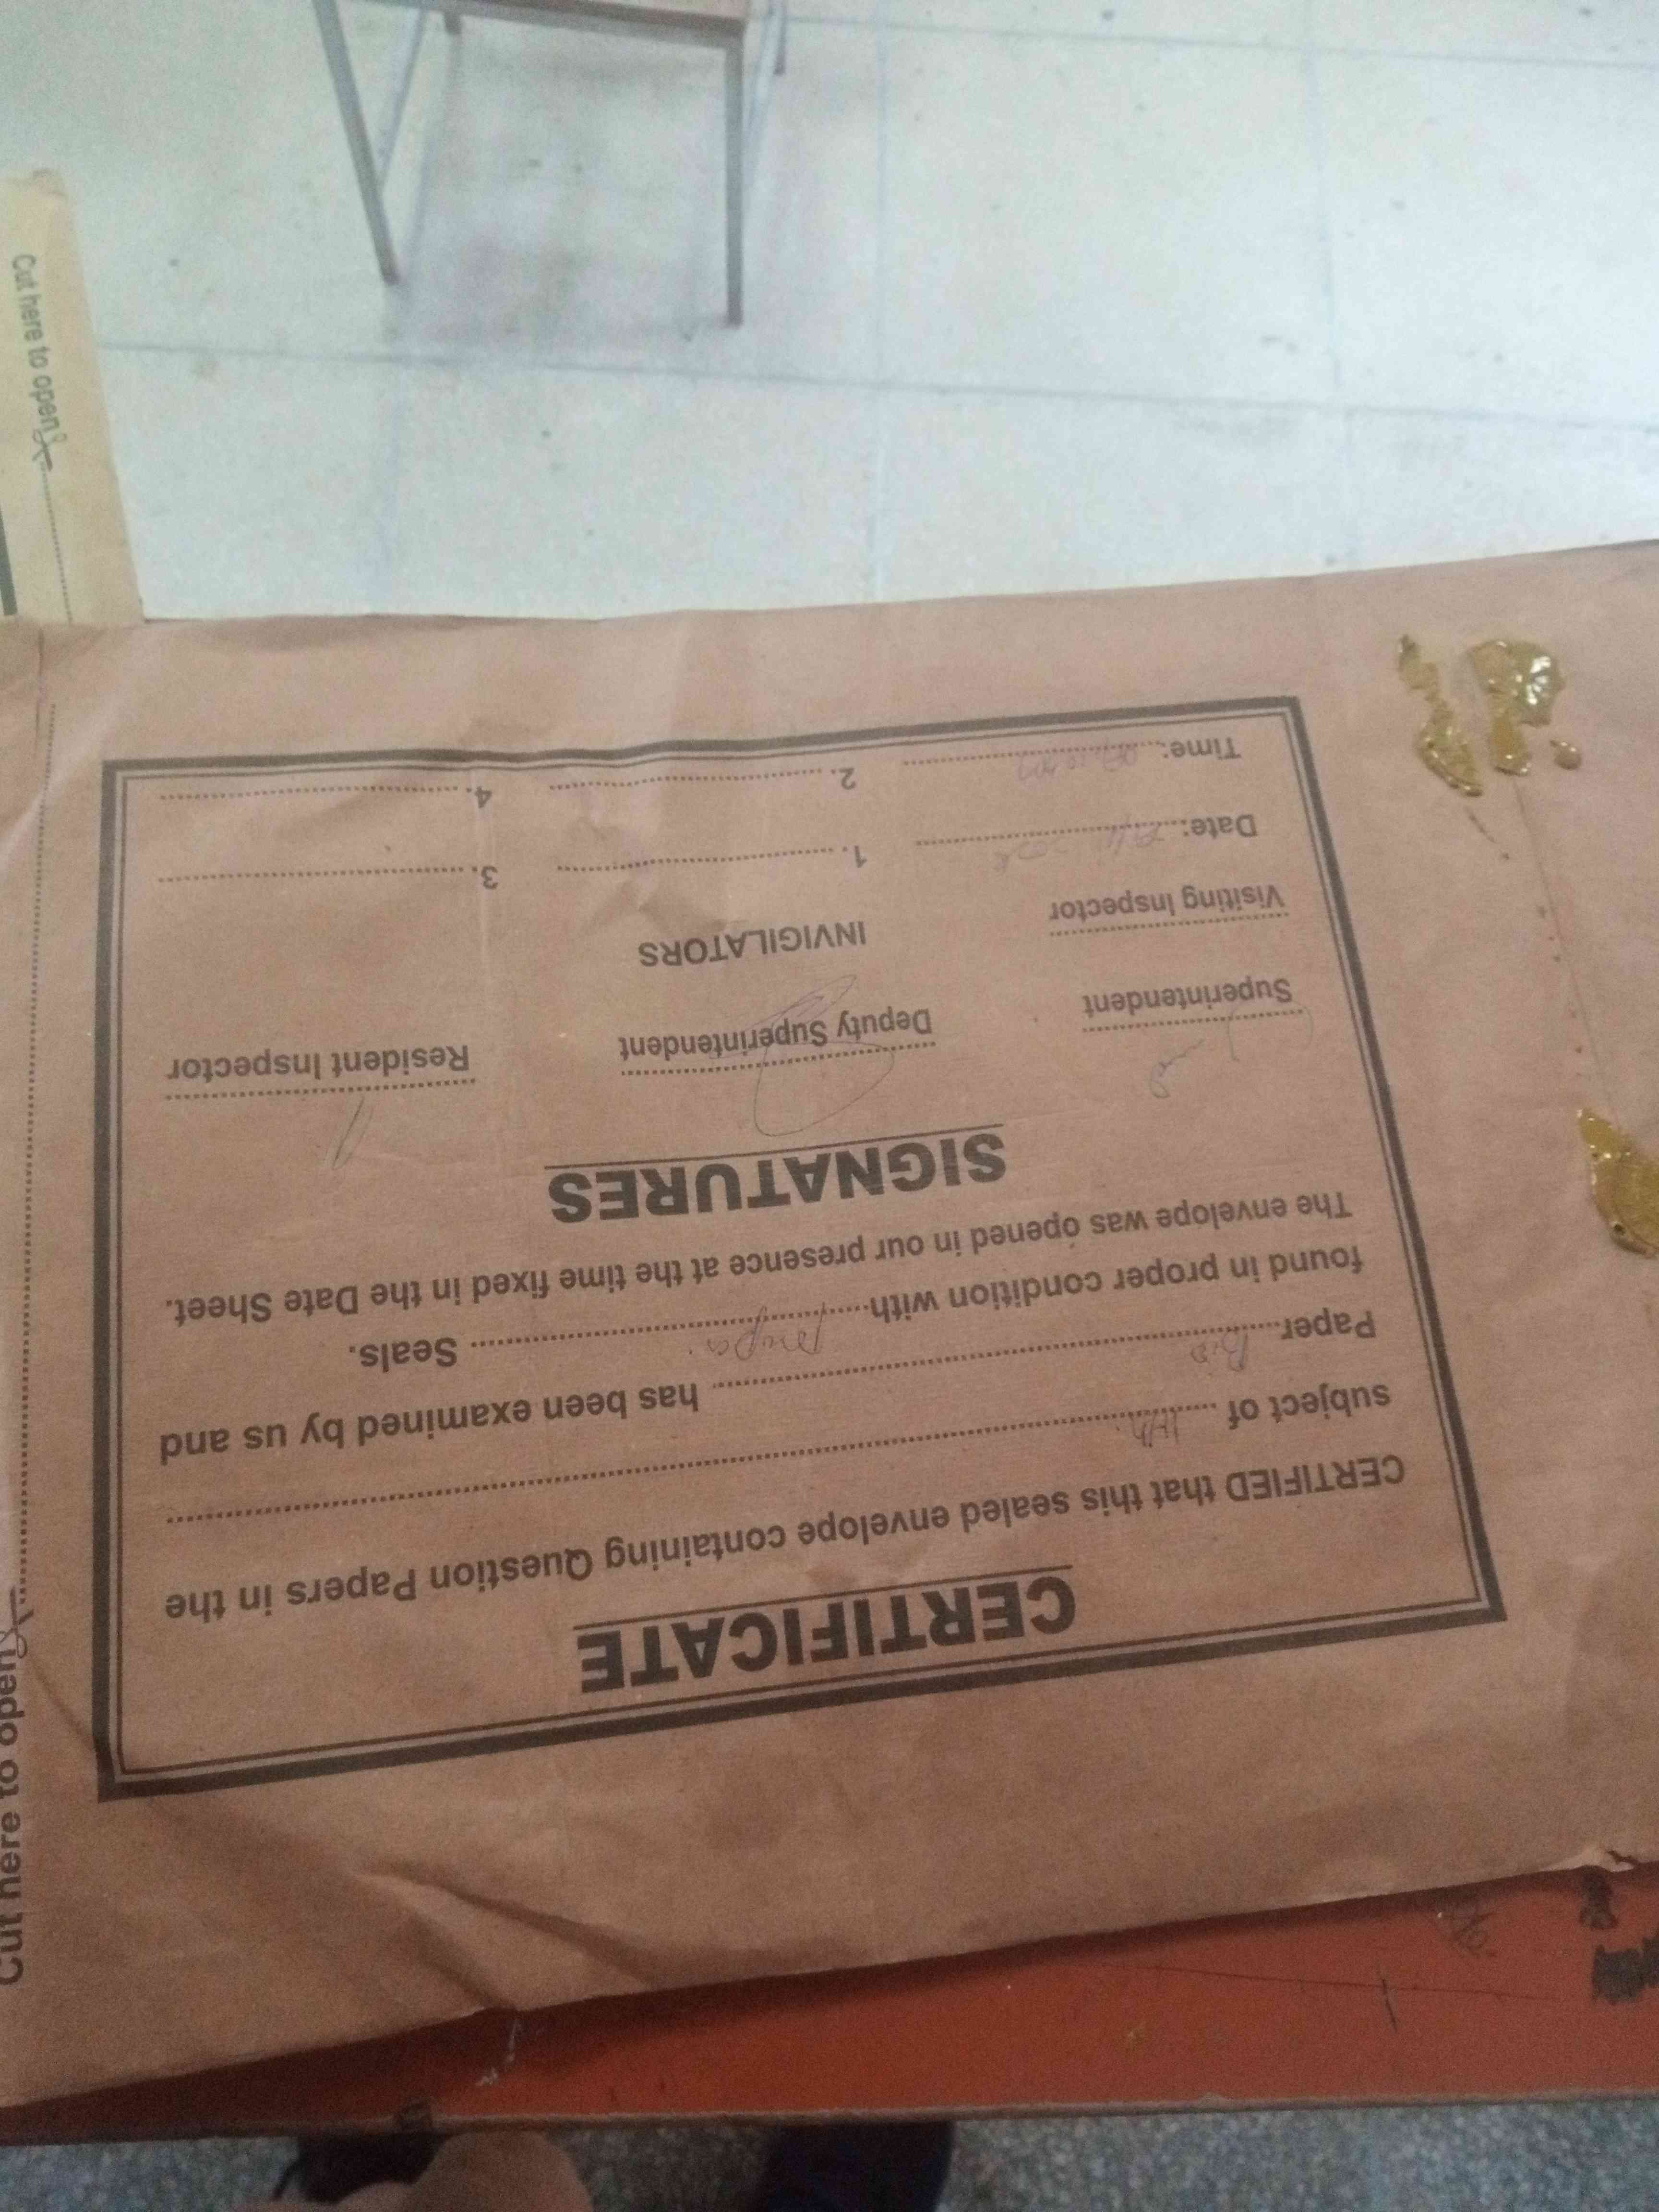 CERTIFICATE
CERTIFIED that this sealed envelope containing Question Papers in the
subject of ..........
Paper.......... has been examined by us and
found in proper condition with.......... Seals.
The envelope was opened in our presence at the time fixed in the Date Sheet.
SIGNATURES
Superintendent Deputy Superintendent Resident Inspector
Visiting Inspector INVIGILATORS
Date:.......... 1. .......... 3. ..........
Time:.......... 2. .......... 4. ..........
Cut here to open
Cut here to open